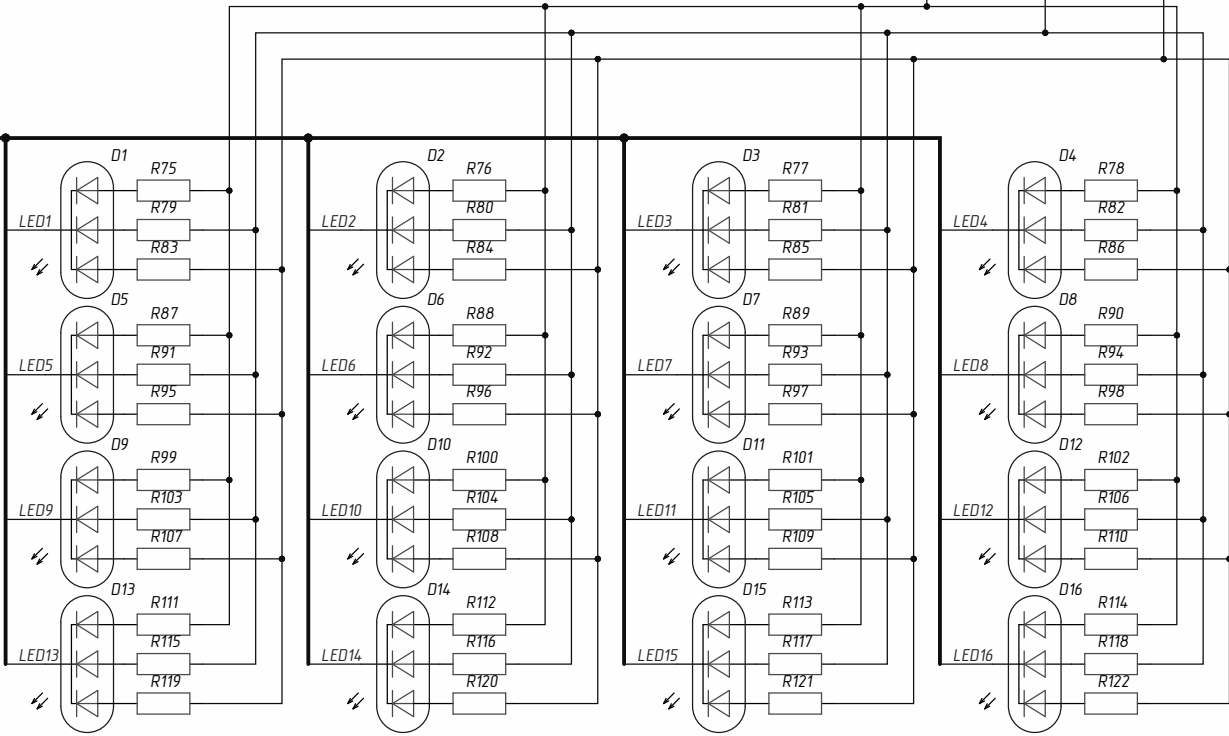 D1 D2 D3 D4
R75 R76 R77 R78
R79 R80 R81 R82
LED1 LED2 LED3 LED4
R83 R84 R85 R86
D5 D6 D7 D8
R87 R88 R89 R90
R91 R92 R93 R94
LED5 LED6 LED7 LED8
R95 R96 R97 R98
D9 D10 D11 D12
R99 R100 R101 R102
R103 R104 R105 R106
LED9 LED10 LED11 LED12
R107 R108 R109 R110
D13 D14 D15 D16
R111 R112 R113 R114
R115 R116 R117 R118
LED13 LED14 LED15 LED16
R119 R120 R121 R122